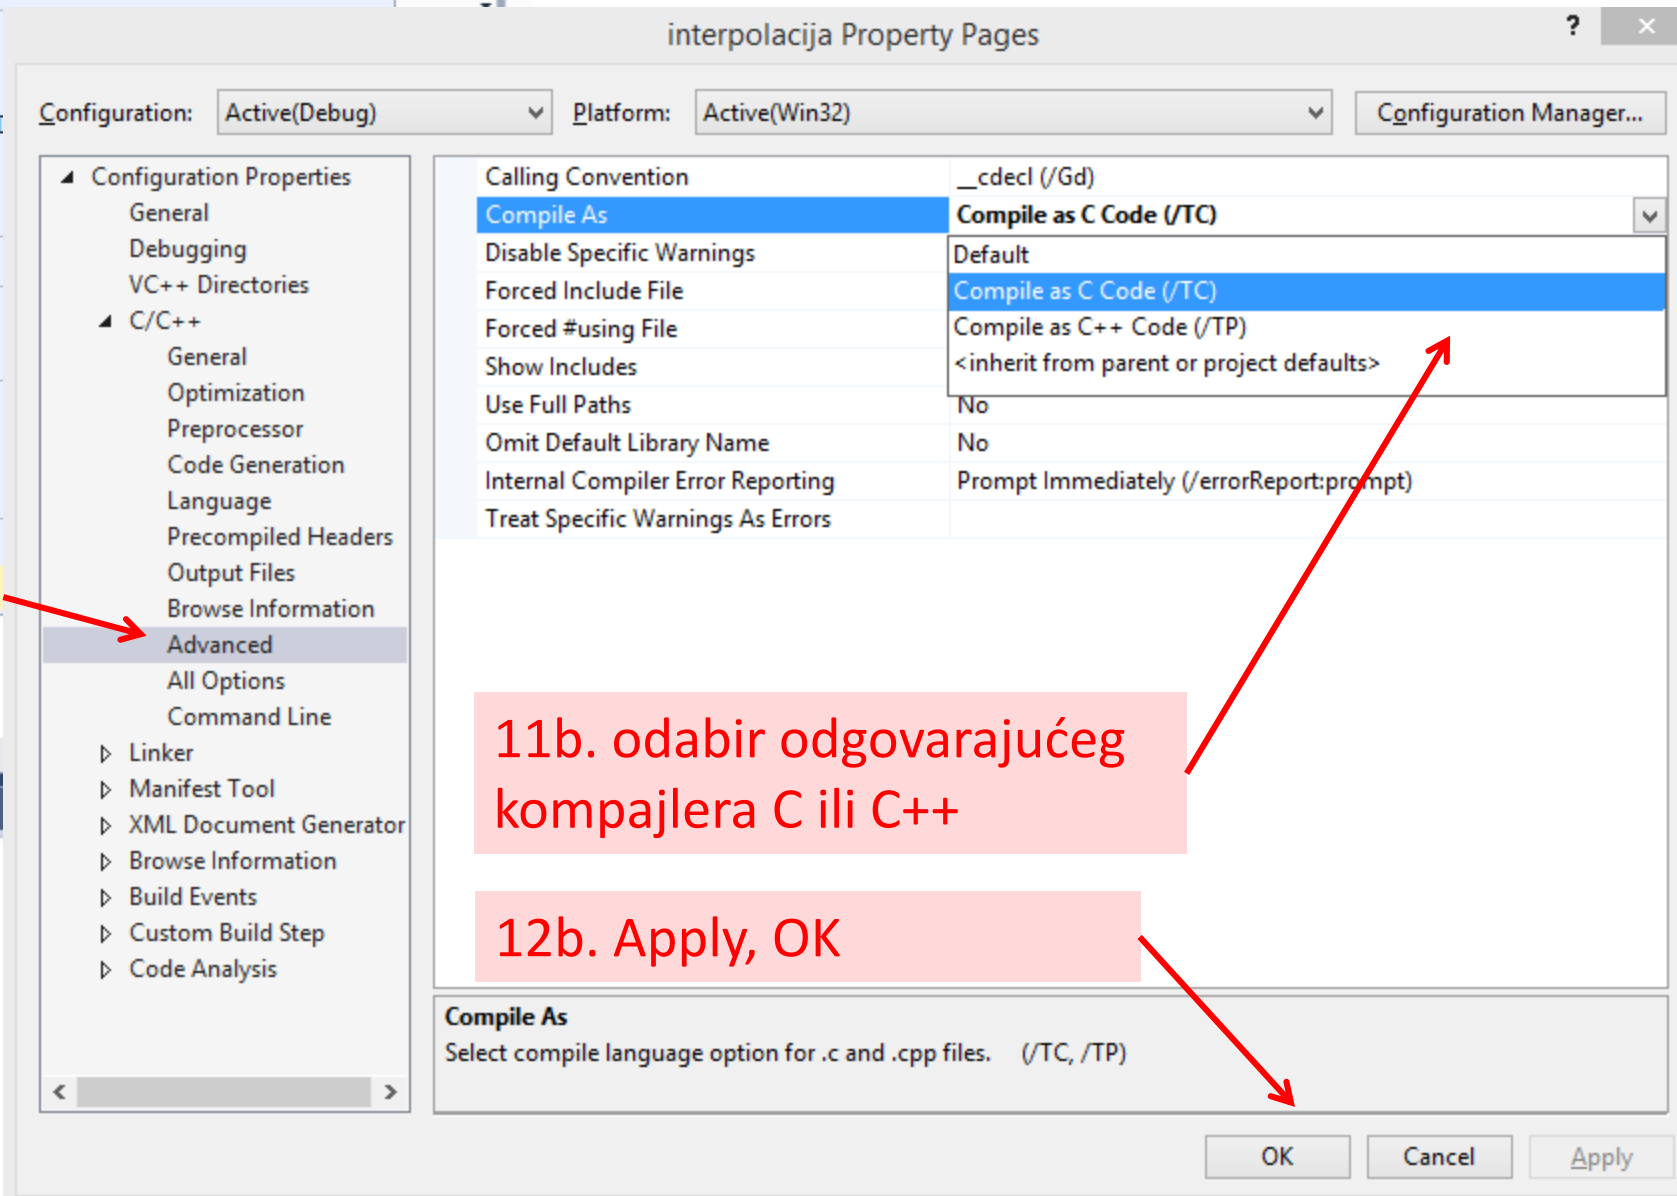 interpolacija Property Pages
?
Configuration: Active(Debug) Platform: Active(Win32) Configuration Manager...
Configuration Properties
General
Debugging
VC++ Directories
C/C++
General
Optimization
Preprocessor
Code Generation
Language
Precompiled Headers
Output Files
Browse Information
Advanced
All Options
Command Line
Linker
Manifest Tool
XML Document Generator
Browse Information
Build Events
Custom Build Step
Code Analysis
Calling Convention __cdecl (/Gd)
Compile As Compile as C Code (/TC)
Disable Specific Warnings
Forced Include File
Forced #using File
Show Includes
Default
Compile as C Code (/TC)
Compile as C++ Code (/TP)
<inherit from parent or project defaults>
Use Full Paths No
Omit Default Library Name No
Internal Compiler Error Reporting Prompt Immediately (/errorReport:prompt)
Treat Specific Warnings As Errors
11b. odabir odgovarajućeg
kompajlera C ili C++
12b. Apply, OK
Compile As
Select compile language option for .c and .cpp files. (/TC, /TP)
OK Cancel Apply